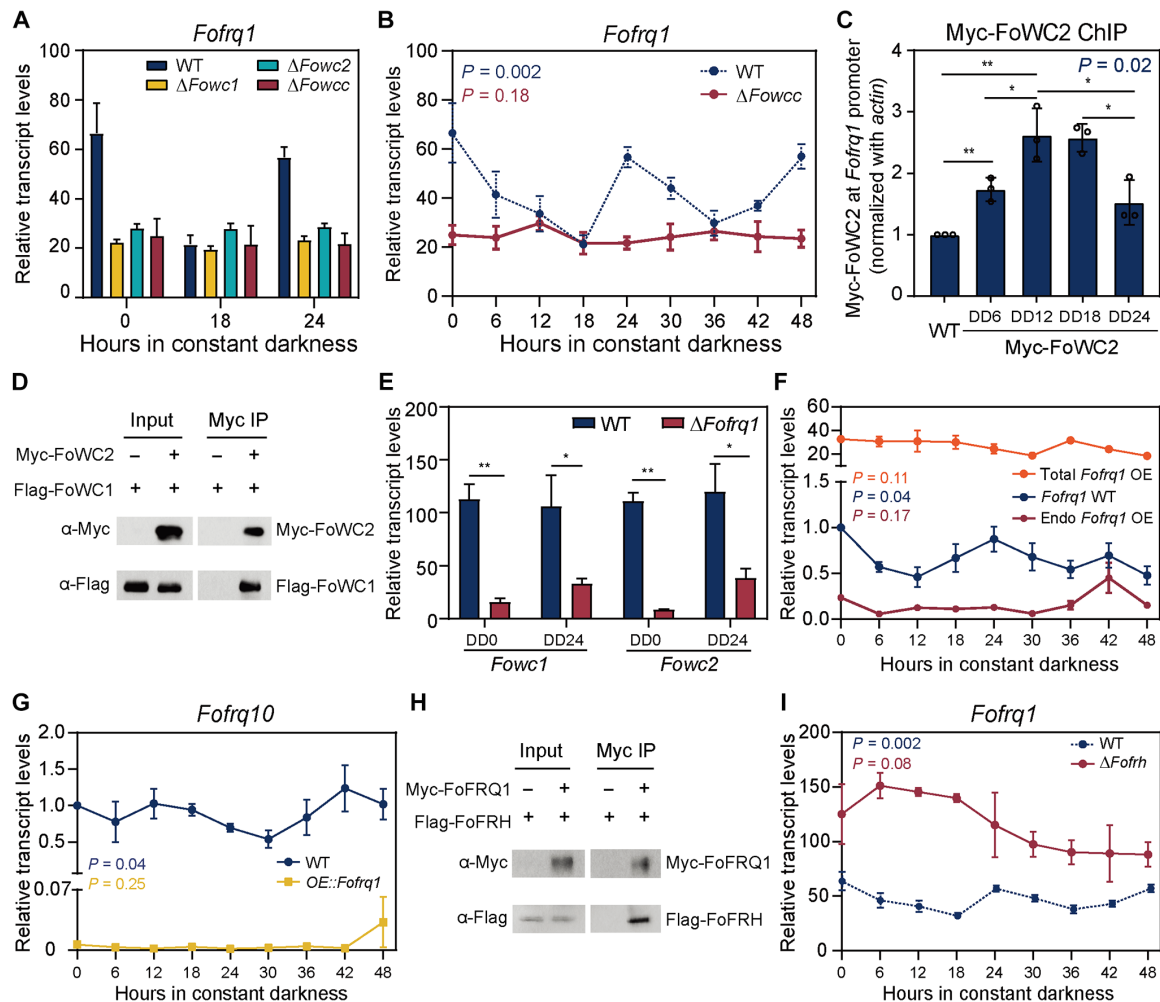 A
Fofrq1
WT
ΔFowc2
ΔFowc1
ΔFowcc
Relative transcript levels
100
80
60
40
20
0
0
18
24
Hours in constant darkness
B
Fofrq1
P = 0.002
P = 0.18
WT
ΔFowcc
Relative transcript levels
100
80
60
40
20
0
0 6 12 18 24 30 36 42 48
Hours in constant darkness
C
Myc-FoWC2 ChIP
P = 0.02
** * * ** *
Myc-FoWC2 at Fofrq1 promoter
(normalized with actin)
4
3
2
1
0
WT
DD6 DD12 DD18 DD24
Myc-FoWC2
D
Input Myc IP
Myc-FoWC2 – + – +
Flag-FoWC1 + + + +
α-Myc Myc-FoWC2
α-Flag Flag-FoWC1
E
WT ΔFofrq1
Relative transcript levels
200
150
100
50
0
** * ** *
DD0 DD24 DD0 DD24
Fowc1 Fowc2
F
Relative transcript levels
60
40
20
0
1.0
0.5
0.0
P = 0.11
P = 0.04
P = 0.17
Total Fofrq1 OE
Fofrq1 WT
Endo Fofrq1 OE
0 6 12 18 24 30 36 42 48
Hours in constant darkness
G
Fofrq10
Relative transcript levels
2.0
1.5
1.0
0.5
0.07
0
P = 0.04
P = 0.25
WT
OE::Fofrq1
0 6 12 18 24 30 36 42 48
Hours in constant darkness
H
Input Myc IP
Myc-FoFRQ1 – + – +
Flag-FoFRH + + + +
α-Myc Myc-FoFRQ1
α-Flag Flag-FoFRH
I
Fofrq1
P = 0.002
P = 0.08
WT
ΔFofrh
Relative transcript levels
200
150
100
50
0
0 6 12 18 24 30 36 42 48
Hours in constant darkness